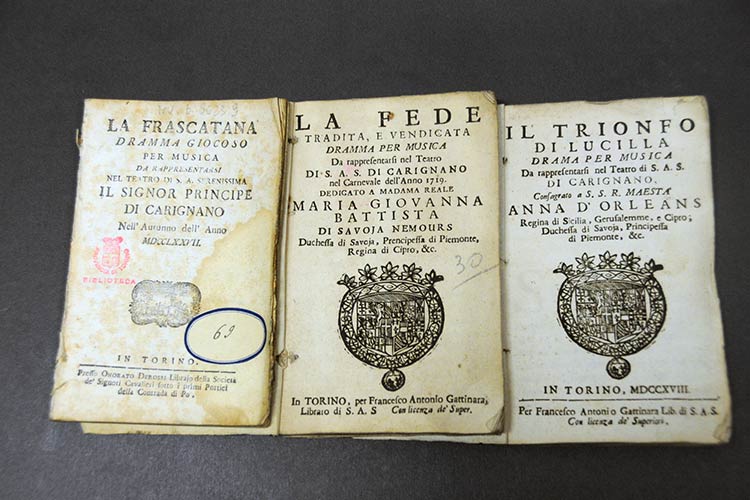 LA FRASCATANA
DRAMMA GIOCOSO
PER MUSICA
DA RAPPRESENTARSI
NEL TEATRO DI S. A. SERENISSIMA
IL SIGNOR PRINCIPE
DI CARIGNANO
Nell' Autunno dell' Anno
MDCCLXXVII.
BIBLIOTECA
69
IN TORINO,
Presso ONORATO DEROSSI Librajo della Società
de' Signori Cavalieri sotto i primi Portici
della Contrada di Po.
LA FEDE
TRADITA, E VENDICATA
DRAMMA PER MUSICA
Da rappresentarsi nel Teatro
DI S. A. S. DI CARIGNANO
nel Carnevale dell'Anno 1719.
DEDICATO A MADAMA REALE
MARIA GIOVANNA
BATTISTA
DI SAVOJA NEMOURS
Duchessa di Savoja, Prencipessa di Piemonte,
Regina di Cipro, &c.
30
In TORINO, per Francesco Antonio Gattinara,
Libraro di S. A. S Con licenza de' Super.
IL TRIONFO
DI LUCILLA
DRAMA PER MUSICA
Da rappresentarsi nel Teatro di S. A. S.
DI CARIGNANO,
Consagrato a S. S. R. MAESTÀ
ANNA D'ORLEANS
Regina di Sicilia, Gerusalemme, e Cipro;
Duchessa di Savoja, Principessa
di Piemonte, &c.
IN TORINO, MDCCXVIII.
Per Francesco Antonio Gattinara Lib. di S. A. S.
Con licenza de' Superiori.